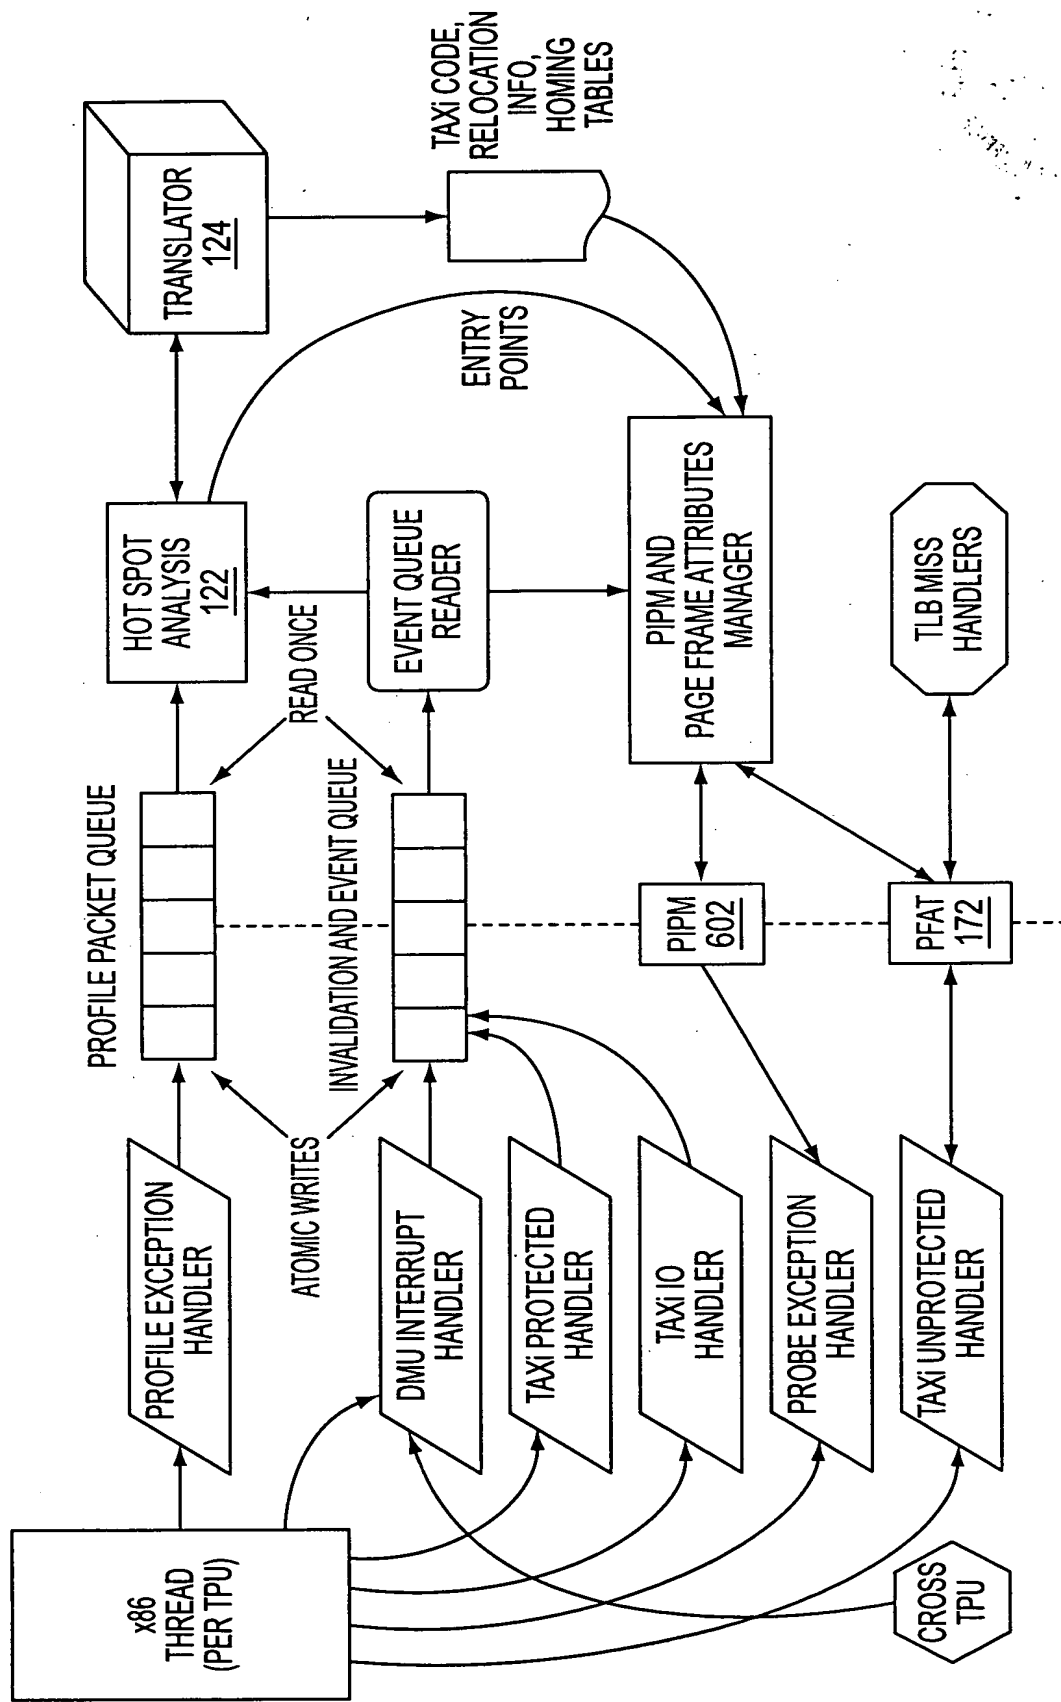 x86
THREAD
(PER TPU)
CROSS
TPU
PROFILE EXCEPTION
HANDLER
DMU INTERRUPT
HANDLER
TAXi PROTECTED
HANDLER
TAXi IO
HANDLER
PROBE EXCEPTION
HANDLER
TAXi UNPROTECTED
HANDLER
ATOMIC WRITES
PROFILE PACKET QUEUE
INVALIDATION AND EVENT QUEUE
READ ONCE
PIPM
602
PFAT
172
HOT SPOT
ANALYSIS
122
EVENT QUEUE
READER
PIPM AND
PAGE FRAME ATTRIBUTES
MANAGER
TLB MISS
HANDLERS
ENTRY
POINTS
TRANSLATOR
124
TAXi CODE,
RELOCATION
INFO,
HOMING
TABLES